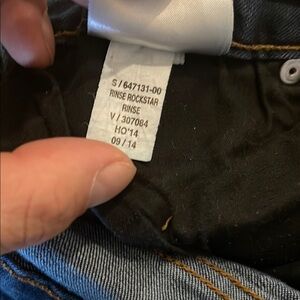 S / 647131-00
RINSE ROCKSTAR
RINSE
V / 307084
HO'14
09 / 14